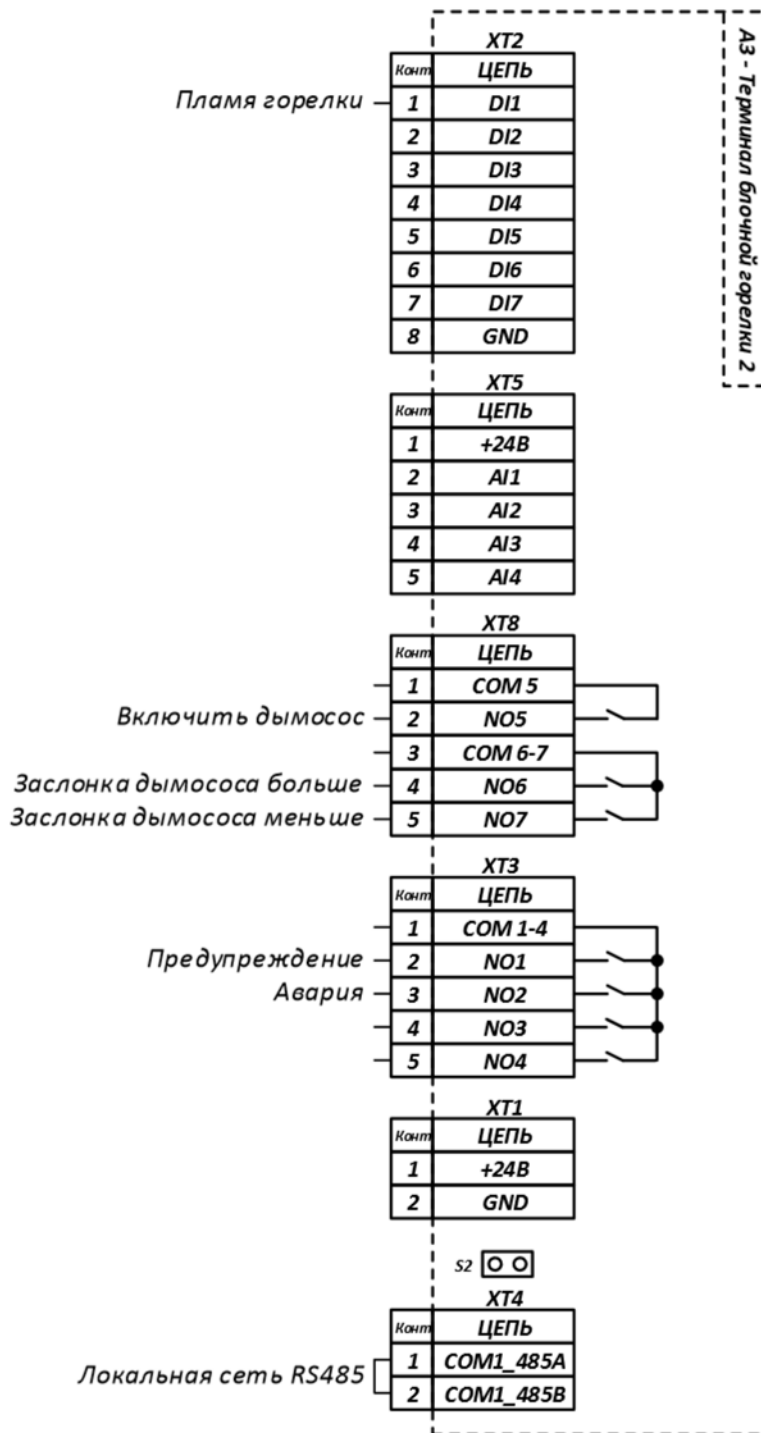 XT2
Конт ЦЕПЬ
Пламя горелки 1 DI1
2 DI2
3 DI3
4 DI4
5 DI5
6 DI6
7 DI7
8 GND
А3 - Терминал блочной горелки 2
XT5
Конт ЦЕПЬ
1 +24В
2 AI1
3 AI2
4 AI3
5 AI4
XT8
Конт ЦЕПЬ
1 COM 5
Включить дымосос 2 NO5
3 COM 6-7
Заслонка дымососа больше 4 NO6
Заслонка дымососа меньше 5 NO7
XT3
Конт ЦЕПЬ
1 COM 1-4
Предупреждение 2 NO1
Авария 3 NO2
4 NO3
5 NO4
XT1
Конт ЦЕПЬ
1 +24В
2 GND
S2
XT4
Конт ЦЕПЬ
Локальная сеть RS485 1 COM1_485A
2 COM1_485B